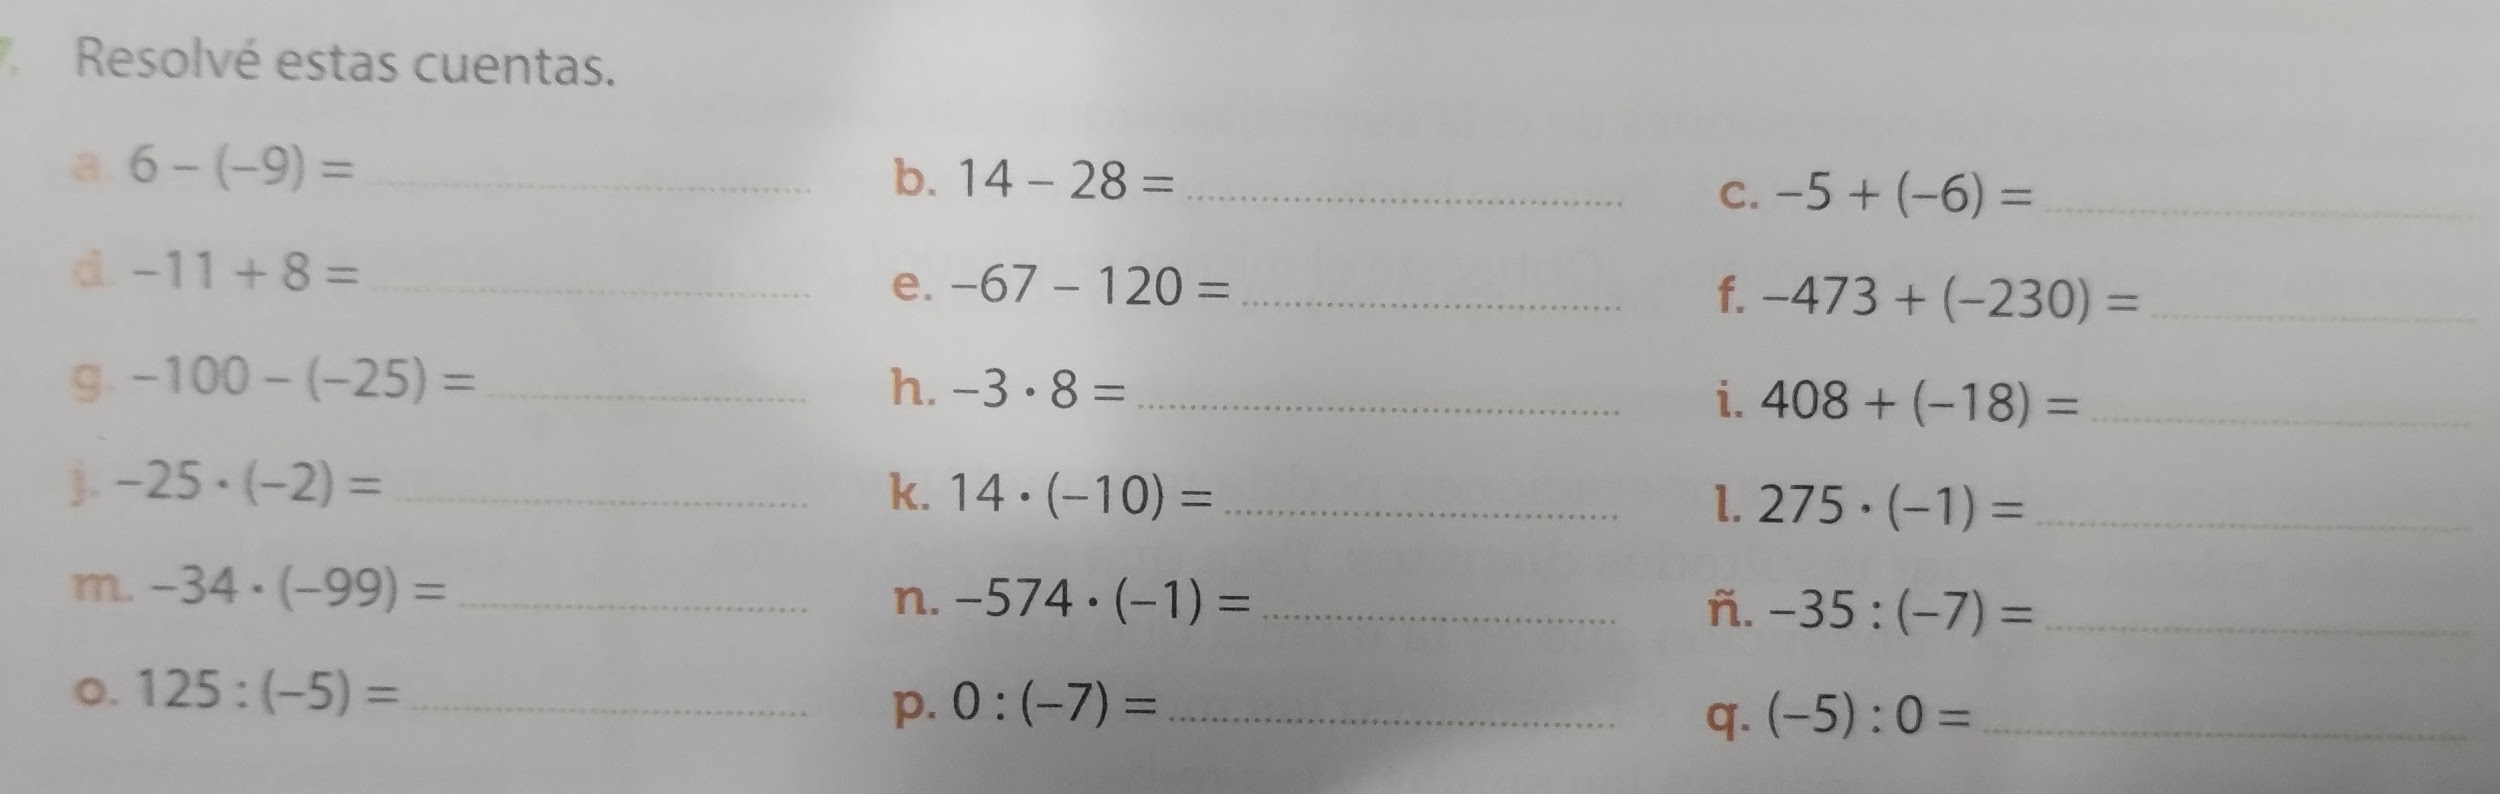 7. Resolvé estas cuentas.
a. 6 – (–9) = b. 14 – 28 = c. –5 + (–6) =
d. –11 + 8 = e. –67 – 120 = f. –473 + (–230) =
g. –100 – (–25) = h. –3 · 8 = i. 408 + (–18) =
j. –25 · (–2) = k. 14 · (–10) = l. 275 · (–1) =
m. –34 · (–99) = n. –574 · (–1) = ñ. –35 : (–7) =
o. 125 : (–5) = p. 0 : (–7) = q. (–5) : 0 =